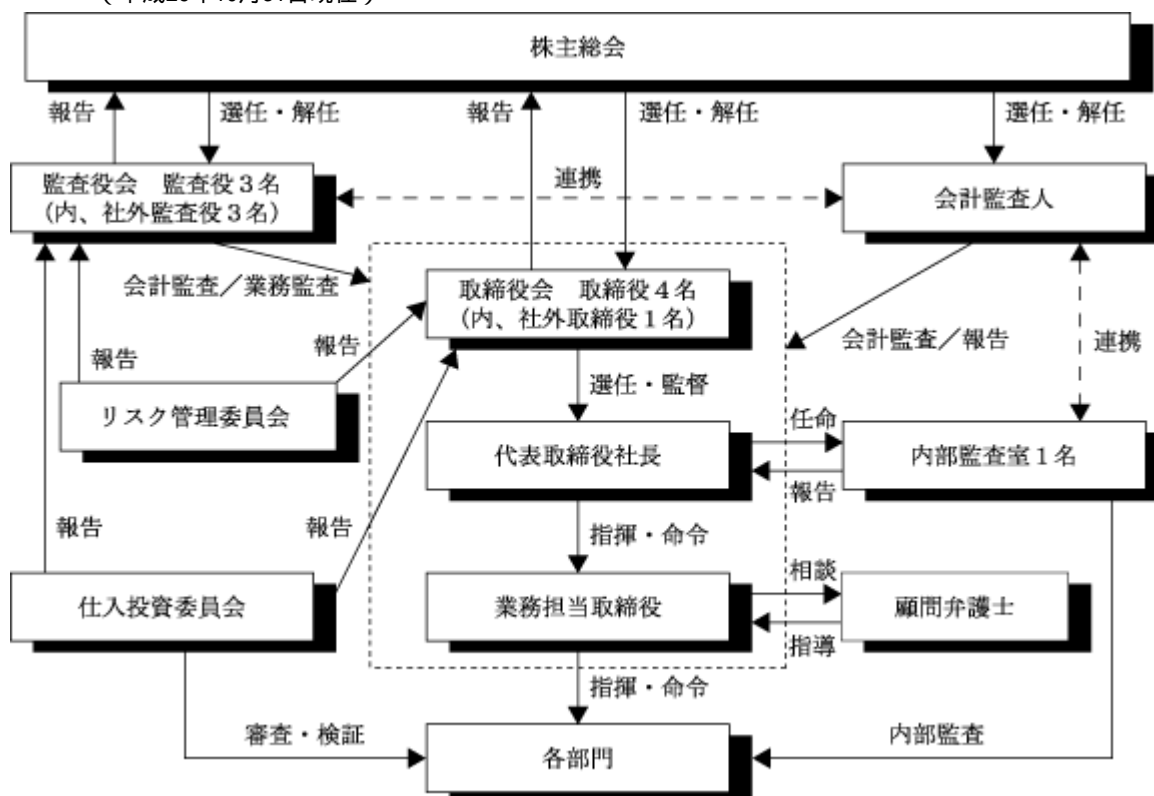 株主総会
報告
選任・解任
報告
選任・解任
選任・解任
監査役会 監査役3名
(内、社外監査役3名)
連携
会計監査人
会計監査/業務監査
取締役会 取締役4名
(内、社外取締役1名)
会計監査/報告
連携
報告
報告
リスク管理委員会
選任・監督
代表取締役社長
任命
報告
内部監査室1名
報告
報告
指揮・命令
仕入投資委員会
業務担当取締役
相談
指導
顧問弁護士
指揮・命令
審査・検証
各部門
内部監査